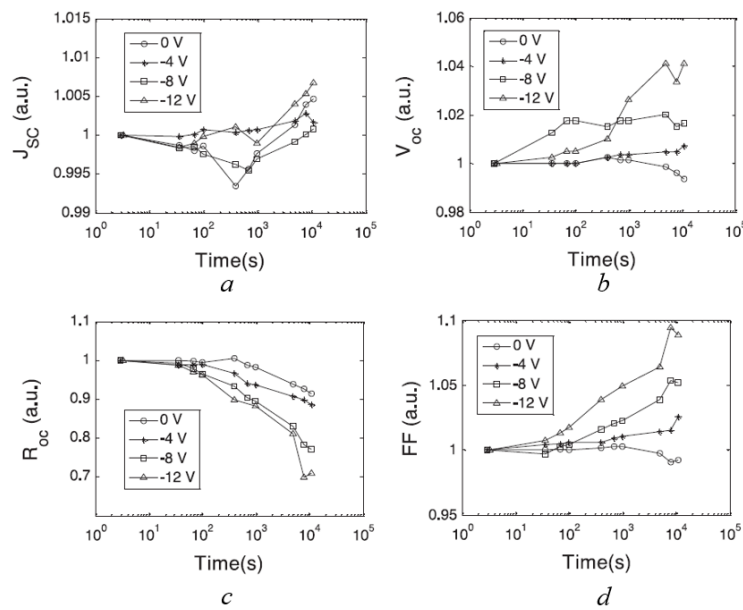 1.015
1.01
1.005
1
0.995
0.99
J_SC (a.u.)
0 V
-4 V
-8 V
-12 V
10^0 10^1 10^2 10^3 10^4 10^5
Time(s)
a
1.06
1.04
1.02
1
0.98
V_oc (a.u.)
0 V
-4 V
-8 V
-12 V
10^0 10^1 10^2 10^3 10^4 10^5
Time(s)
b
1.1
1
0.9
0.8
0.7
R_oc (a.u.)
0 V
-4 V
-8 V
-12 V
10^0 10^1 10^2 10^3 10^4 10^5
Time(s)
c
1.1
1.05
1
0.95
FF (a.u.)
0 V
-4 V
-8 V
-12 V
10^0 10^1 10^2 10^3 10^4 10^5
Time(s)
d